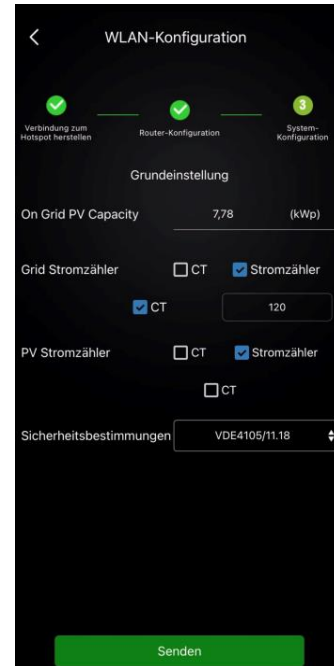 WLAN-Konfiguration
3
Verbindung zum
Hotspot herstellen
Router-Konfiguration
System-
Konfiguration
Grundeinstellung
On Grid PV Capacity 7,78 (kWp)
Grid Stromzähler CT Stromzähler
CT 120
PV Stromzähler CT Stromzähler
CT
Sicherheitsbestimmungen VDE4105/11.18
Senden